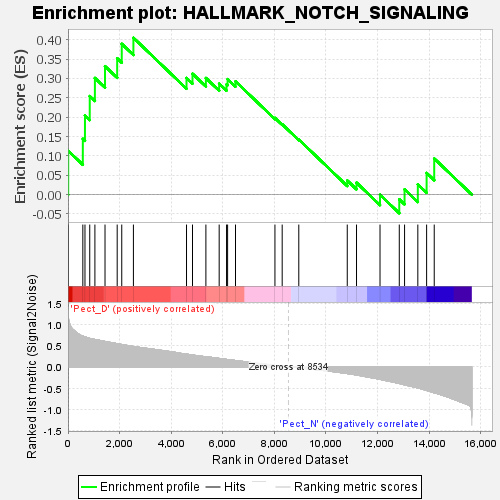 Enrichment plot: HALLMARK_NOTCH_SIGNALING
Enrichment score (ES)
0.40
0.35
0.30
0.25
0.20
0.15
0.10
0.05
0.00
-0.05
Ranked list metric (Signal2Noise)
1.5
1.0
0.5
0.0
-0.5
-1.0
-1.5
'Pect_D' (positively correlated)
Zero cross at 8534
'Pect_N' (negatively correlated)
0 2,000 4,000 6,000 8,000 10,000 12,000 14,000 16,000
Rank in Ordered Dataset
Enrichment profile Hits Ranking metric scores